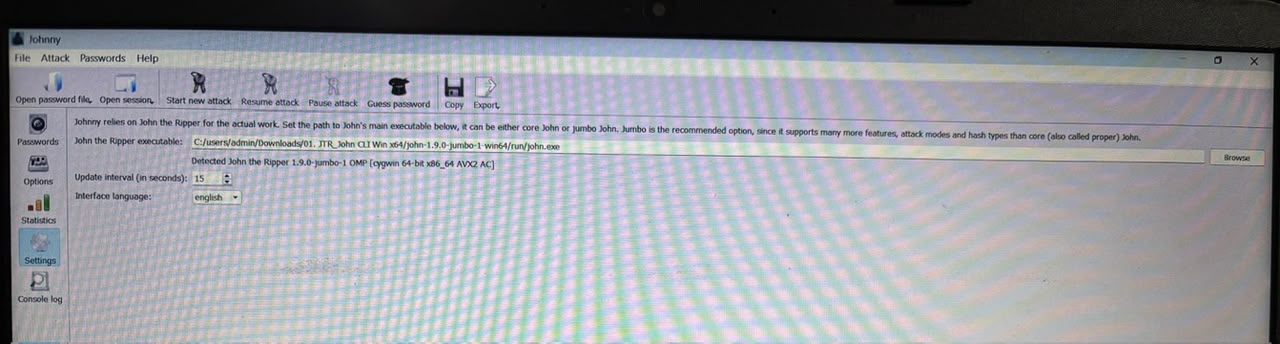 Johnny
File Attack Passwords Help
Open password file Open session Start new attack Resume attack Pause attack Guess password Copy Export
Johnny relies on John the Ripper for the actual work. Set the path to John's main executable below, it can be either core John or jumbo John. Jumbo is the recommended option, since it supports many more features, attack modes and hash types than core (also called proper) John.
Passwords
John the Ripper executable: C:/users/admin/Downloads/01. JTR_John CLI Win x64/john-1.9.0-jumbo-1-win64/run/john.exe Browse
Detected John the Ripper 1.9.0-jumbo-1 OMP [cygwin 64-bit x86_64 AVX2 AC]
Options
Update interval (in seconds): 15
Interface language: english
Statistics
Settings
Console log